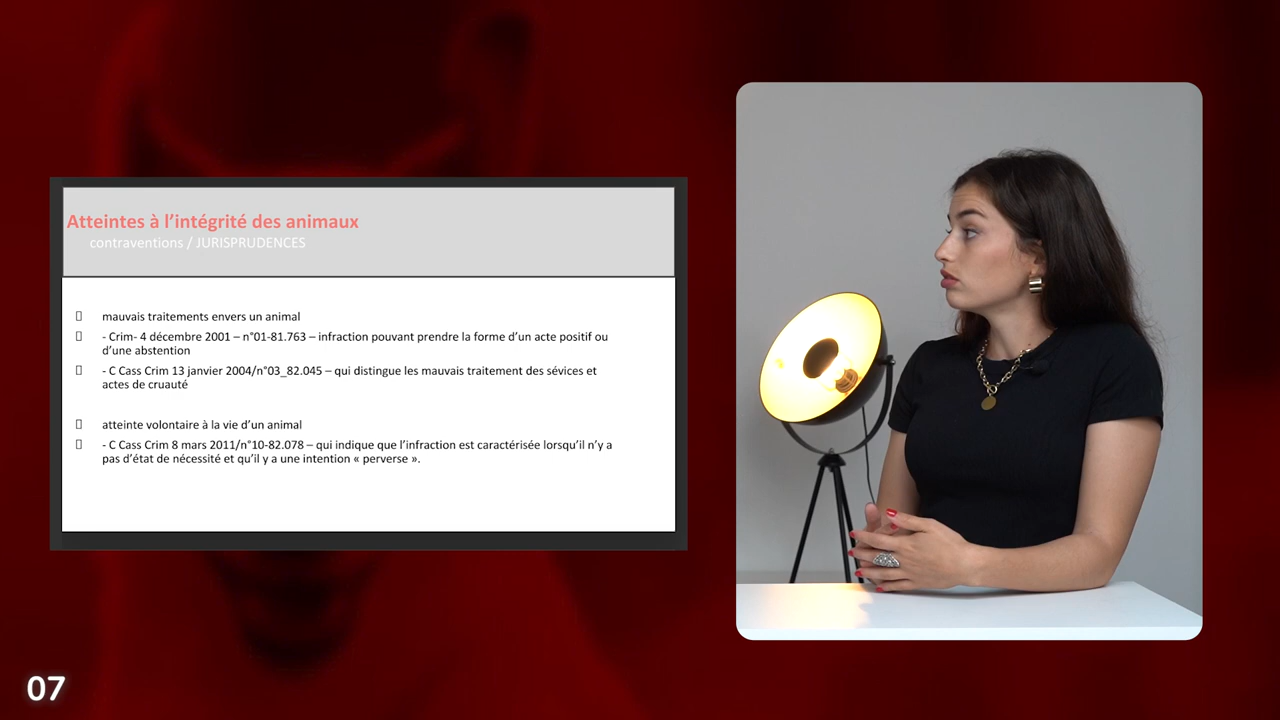 Atteintes à l’intégrité des animaux
contraventions / JURISPRUDENCES
mauvais traitements envers un animal
- Crim- 4 décembre 2001 – n°01-81.763 – infraction pouvant prendre la forme d’un acte positif ou
d’une abstention
- C Cass Crim 13 janvier 2004/n°03_82.045 – qui distingue les mauvais traitement des sévices et
actes de cruauté
atteinte volontaire à la vie d’un animal
- C Cass Crim 8 mars 2011/n°10-82.078 – qui indique que l’infraction est caractérisée lorsqu’il n’y a
pas d’état de nécessité et qu’il y a une intention « perverse ».
07